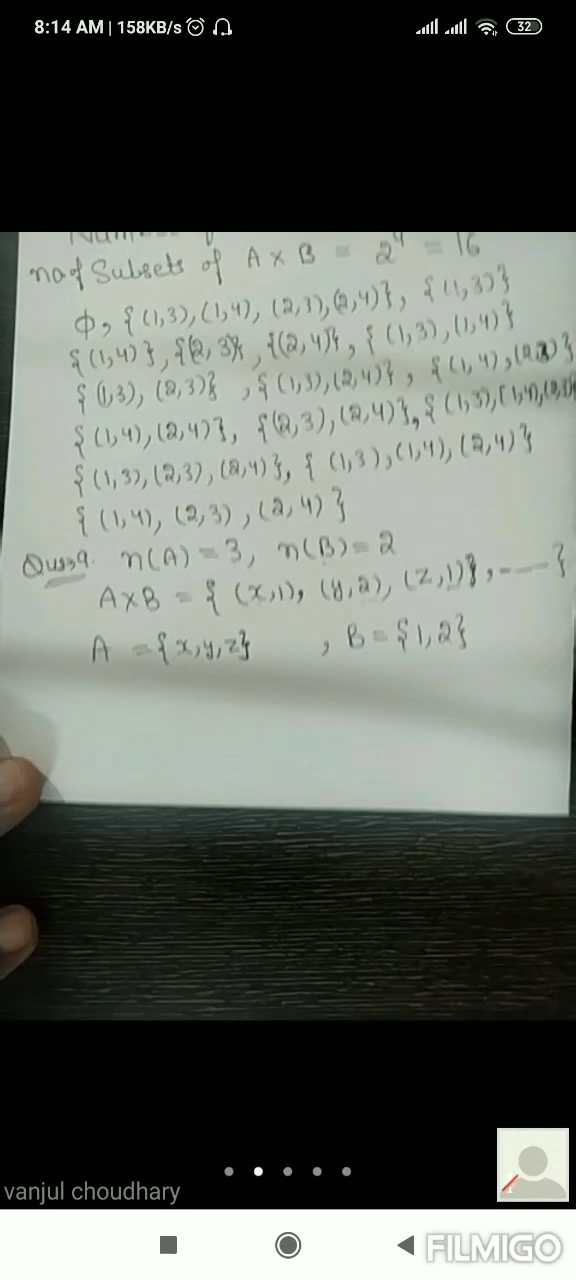 8:14 AM | 158KB/s
32
no of Subsets of A × B = 2⁴ = 16
Φ, {(1,3),(1,4), (2,3),(2,4)}, {(1,3)}
{(1,4)}, {(2,3)}, {(2,4)}, {(1,3),(1,4)}
{(1,3), (2,3)}, {(1,3),(2,4)}, {(1,4),(2,3)}
{(1,4),(2,4)}, {(2,3),(2,4)}, {(1,3),(1,4),(2,3)}
{(1,3),(2,3),(2,4)}, {(1,3),(1,4),(2,4)}
{(1,4), (2,3), (2,4)}
Ques9. n(A) = 3, n(B) = 2
A×B = { (x,1), (y,2), (z,1)}, ---- }
A = {x,y,z} , B = {1,2}
vanjul choudhary
FILMIGO